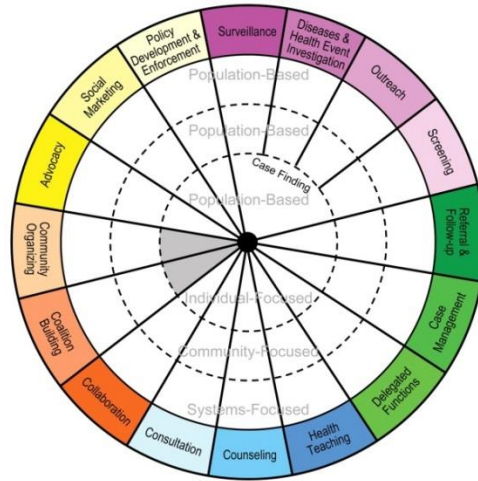 Surveillance
Diseases &
Health Event
Investigation
Outreach
Screening
Referral &
Follow-up
Case
Management
Delegated
Functions
Health
Teaching
Counseling
Consultation
Collaboration
Coalition
Building
Community
Organizing
Advocacy
Social
Marketing
Policy
Development &
Enforcement
Population-Based
Population-Based
Case Finding
Population-Based
Individual-Focused
Community-Focused
Systems-Focused